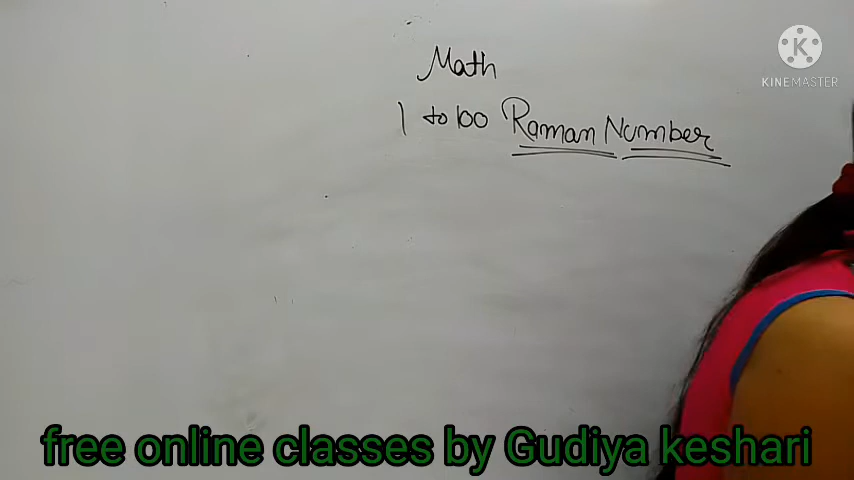 Math
KINEMASTER
1 to 100 Raman Number
free online classes by Gudiya keshari